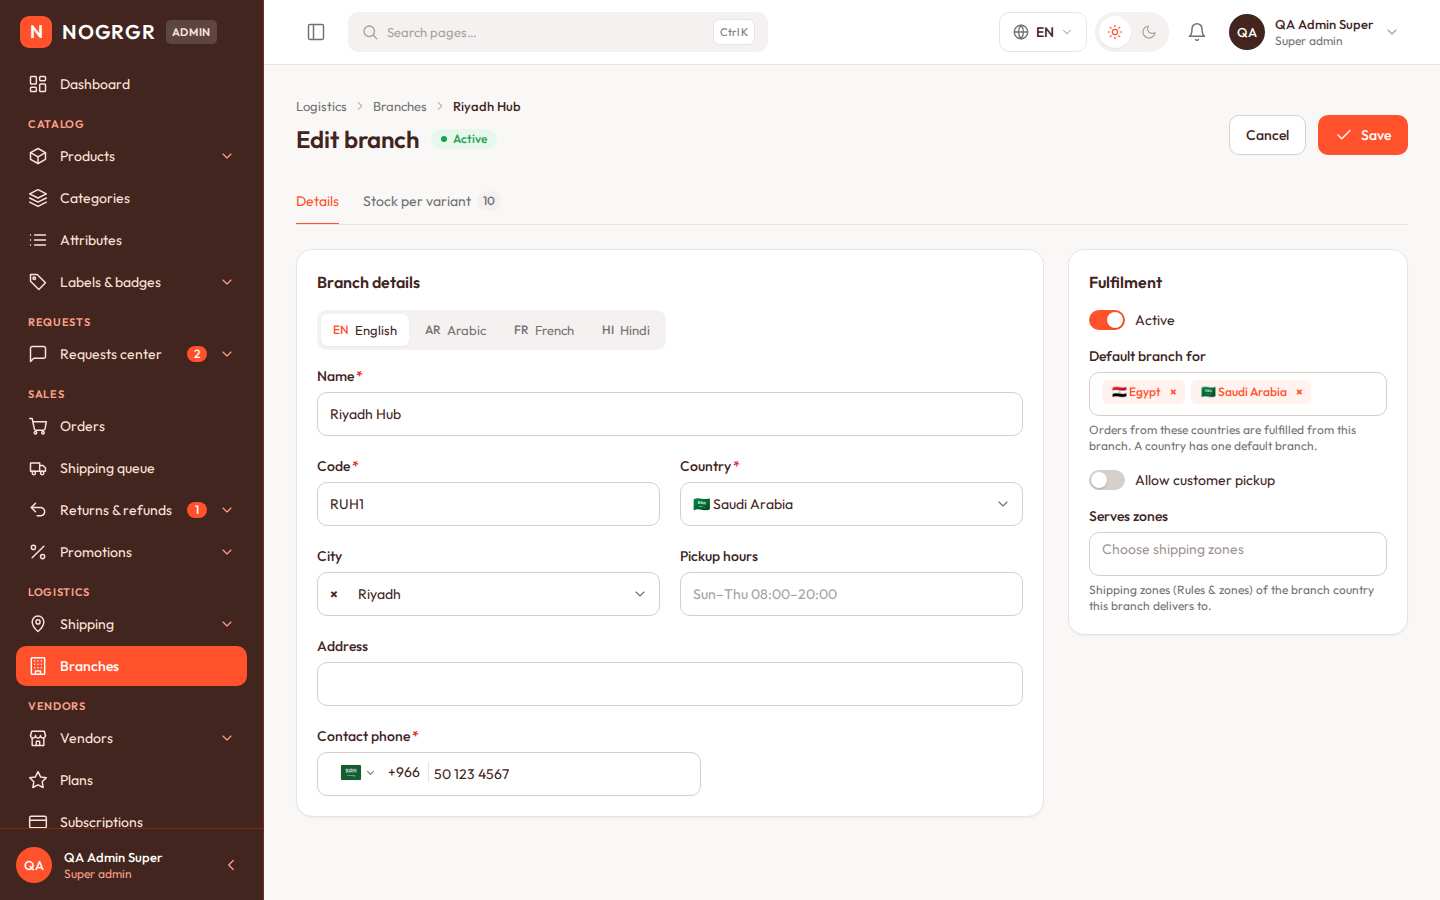 N NOGRGR ADMIN
Search pages... Ctrl K
EN
QA
QA Admin Super
Super admin
Dashboard
CATALOG
Products
Categories
Attributes
Labels & badges
REQUESTS
Requests center 2
SALES
Orders
Shipping queue
Returns & refunds 1
Promotions
LOGISTICS
Shipping
Branches
VENDORS
Vendors
Plans
Subscriptions
QA
QA Admin Super
Super admin
Logistics > Branches > Riyadh Hub
Edit branch Active
Cancel Save
Details Stock per variant 10
Branch details
EN English AR Arabic FR French HI Hindi
Name*
Riyadh Hub
Code* Country*
RUH1 Saudi Arabia
City Pickup hours
× Riyadh Sun–Thu 08:00–20:00
Address
Contact phone*
+966 50 123 4567
Fulfilment
Active
Default branch for
Egypt × Saudi Arabia ×
Orders from these countries are fulfilled from this
branch. A country has one default branch.
Allow customer pickup
Serves zones
Choose shipping zones
Shipping zones (Rules & zones) of the branch country
this branch delivers to.